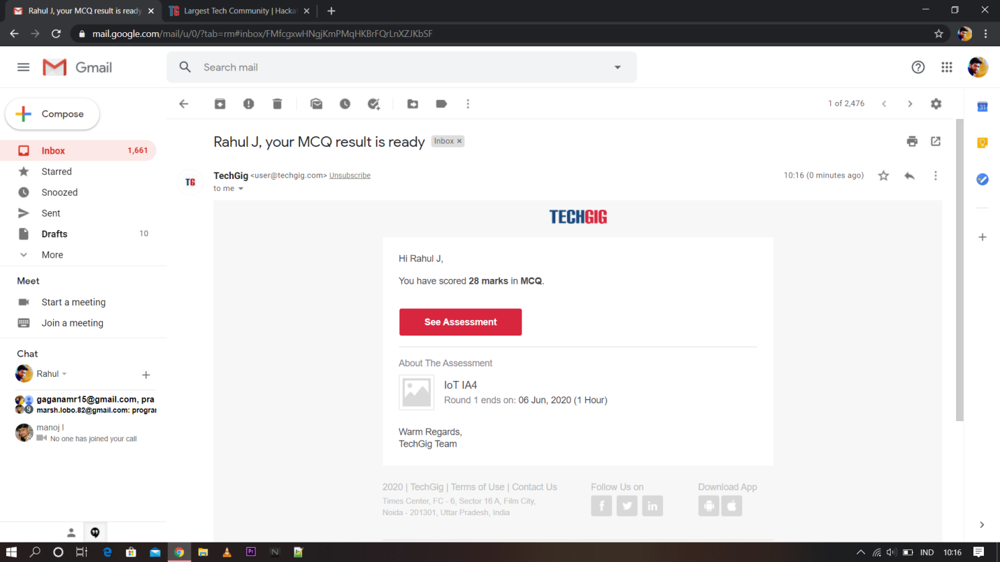 Rahul J, your MCQ result is ready
Largest Tech Community | Hacka
mail.google.com/mail/u/0/?tab=rm#inbox/FMfcgxwHNgjKmPMqHKBrFQrLnXZJKbSF
Gmail
Search mail
Compose
1 of 2,476
31
Inbox 1,661
Starred
Snoozed
Sent
Drafts 10
More
Meet
Start a meeting
Join a meeting
Chat
Rahul
gaganamr15@gmail.com, pra
9 marsh.lobo.82@gmail.com: progra
manoj l
No one has joined your call
Rahul J, your MCQ result is ready Inbox ×
TG
TechGig <user@techgig.com> Unsubscribe 10:16 (0 minutes ago)
to me
TECHGIG
Hi Rahul J,
You have scored 28 marks in MCQ.
See Assessment
About The Assessment
IoT IA4
Round 1 ends on: 06 Jun, 2020 (1 Hour)
Warm Regards,
TechGig Team
2020 | TechGig | Terms of Use | Contact Us
Times Center, FC - 6, Sector 16 A, Film City,
Noida - 201301, Uttar Pradesh, India
Follow Us on
Download App
Pr N IND 10:16